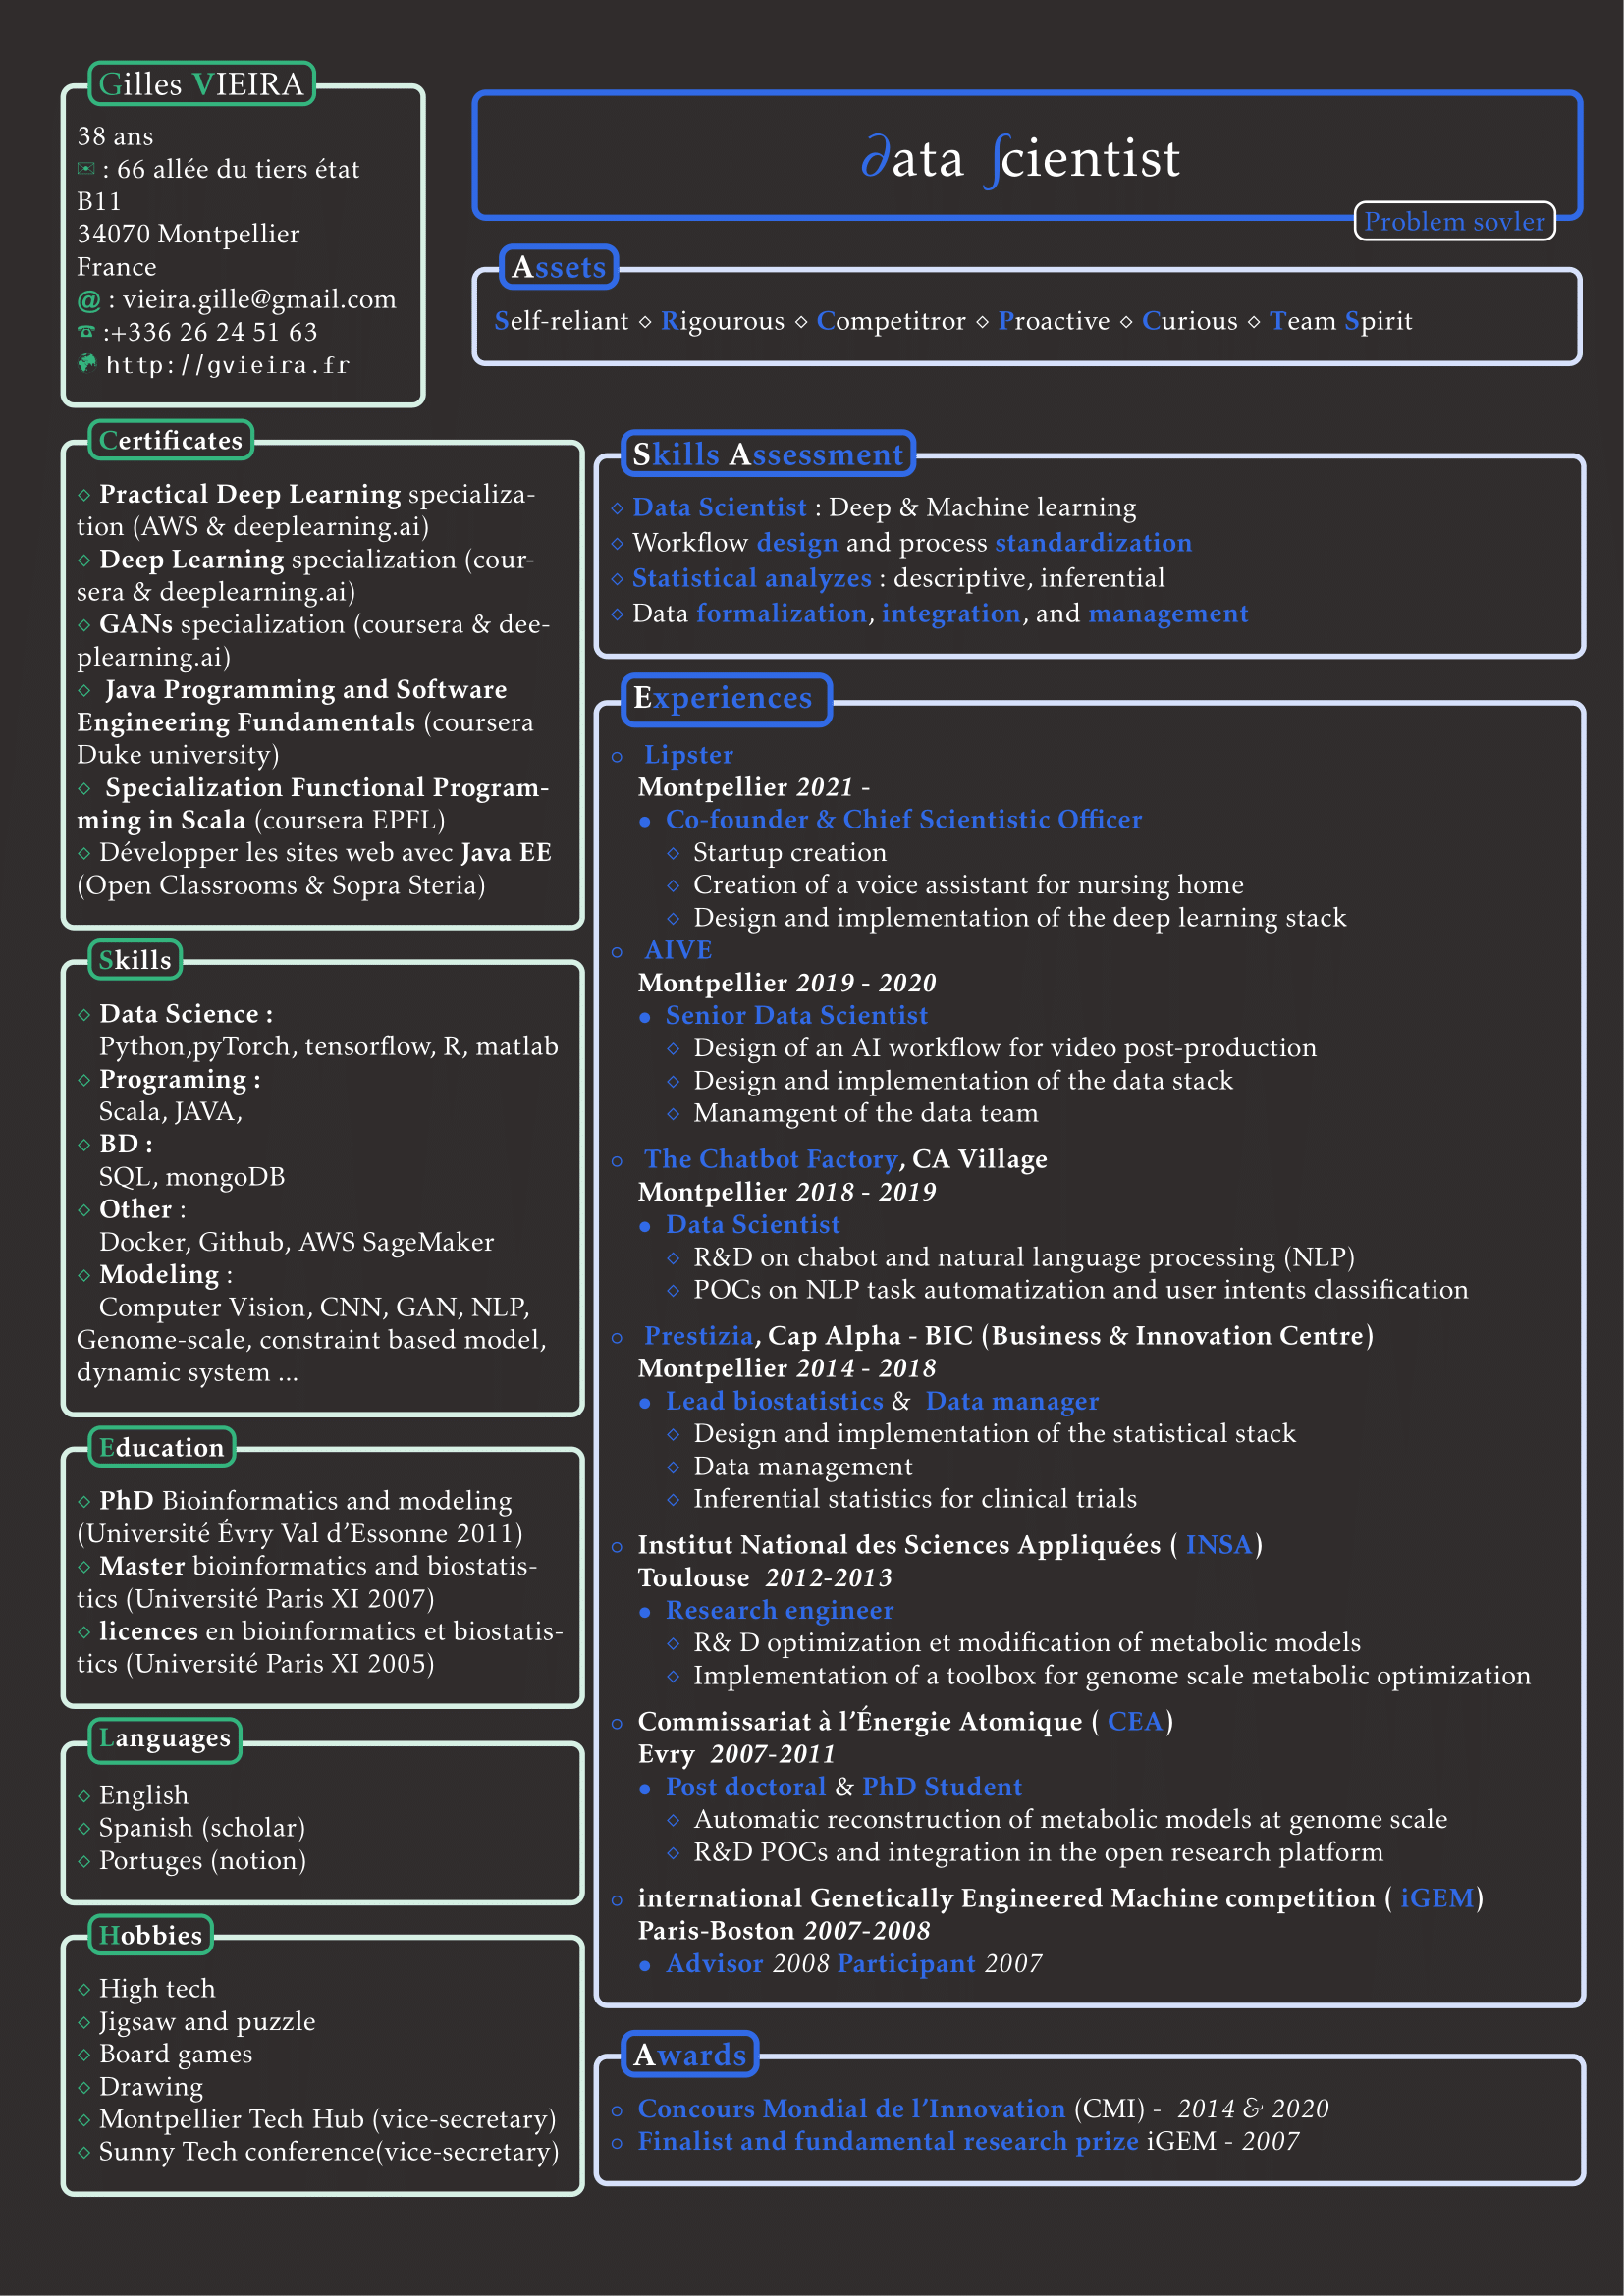 Gilles VIEIRA
38 ans
✉ : 66 allée du tiers état
B11
34070 Montpellier
France
@ : vieira.gille@gmail.com
☎ :+336 26 24 51 63
http://gvieira.fr
∂ata ∫cientist
Problem sovler
Assets
Self-reliant ⋄ Rigourous ⋄ Competitror ⋄ Proactive ⋄ Curious ⋄ Team Spirit
Certificates
⋄ Practical Deep Learning specializa-
tion (AWS & deeplearning.ai)
⋄ Deep Learning specialization (cour-
sera & deeplearning.ai)
⋄ GANs specialization (coursera & dee-
plearning.ai)
⋄ Java Programming and Software
Engineering Fundamentals (coursera
Duke university)
⋄ Specialization Functional Program-
ming in Scala (coursera EPFL)
⋄ Développer les sites web avec Java EE
(Open Classrooms & Sopra Steria)
Skills
⋄ Data Science :
Python,pyTorch, tensorflow, R, matlab
⋄ Programing :
Scala, JAVA,
⋄ BD :
SQL, mongoDB
⋄ Other :
Docker, Github, AWS SageMaker
⋄ Modeling :
Computer Vision, CNN, GAN, NLP,
Genome-scale, constraint based model,
dynamic system ...
Education
⋄ PhD Bioinformatics and modeling
(Université Évry Val d'Essonne 2011)
⋄ Master bioinformatics and biostatis-
tics (Université Paris XI 2007)
⋄ licences en bioinformatics et biostatis-
tics (Université Paris XI 2005)
Languages
⋄ English
⋄ Spanish (scholar)
⋄ Portuges (notion)
Hobbies
⋄ High tech
⋄ Jigsaw and puzzle
⋄ Board games
⋄ Drawing
⋄ Montpellier Tech Hub (vice-secretary)
⋄ Sunny Tech conference(vice-secretary)
Skills Assessment
⋄ Data Scientist : Deep & Machine learning
⋄ Workflow design and process standardization
⋄ Statistical analyzes : descriptive, inferential
⋄ Data formalization, integration, and management
Experiences
○ Lipster
Montpellier 2021 -
• Co-founder & Chief Scientistic Officer
⋄ Startup creation
⋄ Creation of a voice assistant for nursing home
⋄ Design and implementation of the deep learning stack
○ AIVE
Montpellier 2019 - 2020
• Senior Data Scientist
⋄ Design of an AI workflow for video post-production
⋄ Design and implementation of the data stack
⋄ Manamgent of the data team
○ The Chatbot Factory, CA Village
Montpellier 2018 - 2019
• Data Scientist
⋄ R&D on chabot and natural language processing (NLP)
⋄ POCs on NLP task automatization and user intents classification
○ Prestizia, Cap Alpha - BIC (Business & Innovation Centre)
Montpellier 2014 - 2018
• Lead biostatistics & Data manager
⋄ Design and implementation of the statistical stack
⋄ Data management
⋄ Inferential statistics for clinical trials
○ Institut National des Sciences Appliquées ( INSA)
Toulouse 2012-2013
• Research engineer
⋄ R& D optimization et modification of metabolic models
⋄ Implementation of a toolbox for genome scale metabolic optimization
○ Commissariat à l'Énergie Atomique ( CEA)
Evry 2007-2011
• Post doctoral & PhD Student
⋄ Automatic reconstruction of metabolic models at genome scale
⋄ R&D POCs and integration in the open research platform
○ international Genetically Engineered Machine competition ( iGEM)
Paris-Boston 2007-2008
• Advisor 2008 Participant 2007
Awards
○ Concours Mondial de l'Innovation (CMI) - 2014 & 2020
○ Finalist and fundamental research prize iGEM - 2007